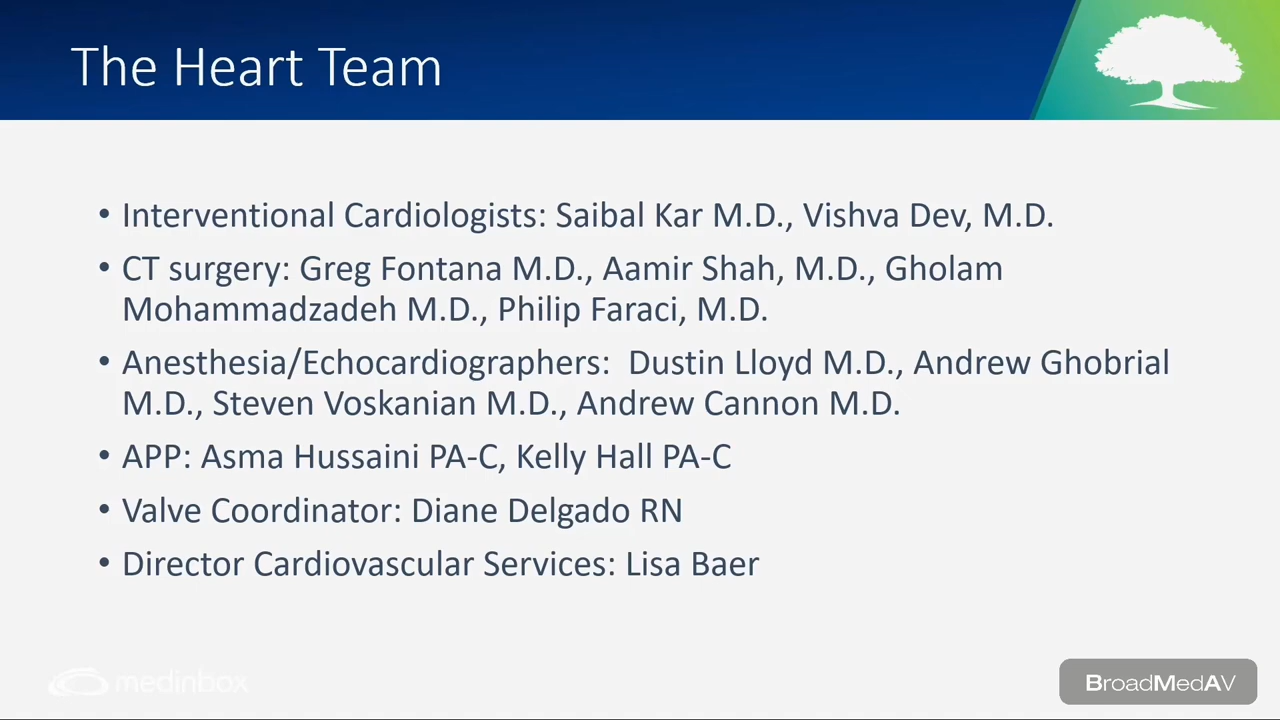 The Heart Team
• Interventional Cardiologists: Saibal Kar M.D., Vishva Dev, M.D.
• CT surgery: Greg Fontana M.D., Aamir Shah, M.D., Gholam
Mohammadzadeh M.D., Philip Faraci, M.D.
• Anesthesia/Echocardiographers:  Dustin Lloyd M.D., Andrew Ghobrial
M.D., Steven Voskanian M.D., Andrew Cannon M.D.
• APP: Asma Hussaini PA-C, Kelly Hall PA-C
• Valve Coordinator: Diane Delgado RN
• Director Cardiovascular Services: Lisa Baer
medinbox
BroadMedAV